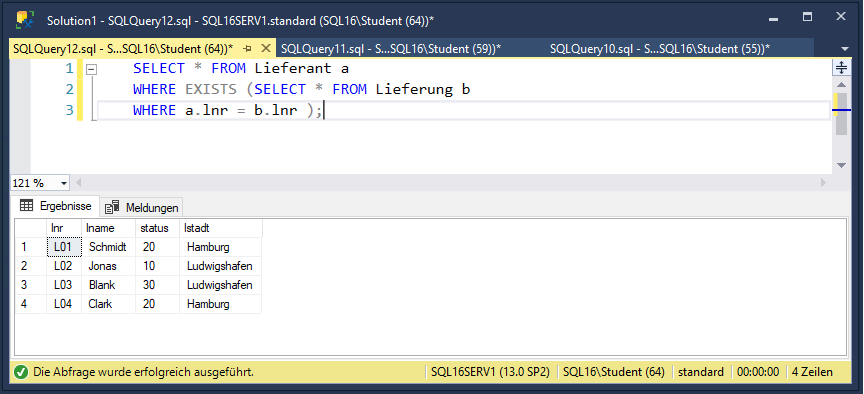 Solution1 - SQLQuery12.sql - SQL16SERV1.standard (SQL16\Student (64))*
SQLQuery12.sql - S...SQL16\Student (64))* SQLQuery11.sql - S...SQL16\Student (59))* SQLQuery10.sql - S...SQL16\Student (55))*
1 SELECT * FROM Lieferant a
2 WHERE EXISTS (SELECT * FROM Lieferung b
3 WHERE a.lnr = b.lnr );
121 %
Ergebnisse Meldungen
lnr lname status lstadt
1 L01 Schmidt 20 Hamburg
2 L02 Jonas 10 Ludwigshafen
3 L03 Blank 30 Ludwigshafen
4 L04 Clark 20 Hamburg
Die Abfrage wurde erfolgreich ausgeführt. SQL16SERV1 (13.0 SP2) SQL16\Student (64) standard 00:00:00 4 Zeilen